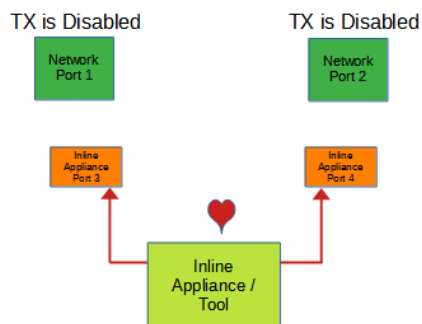 TX is Disabled
TX is Disabled
Network
Port 1
Network
Port 2
Inline
Appliance
Port 3
Inline
Appliance
Port 4
Inline
Appliance /
Tool